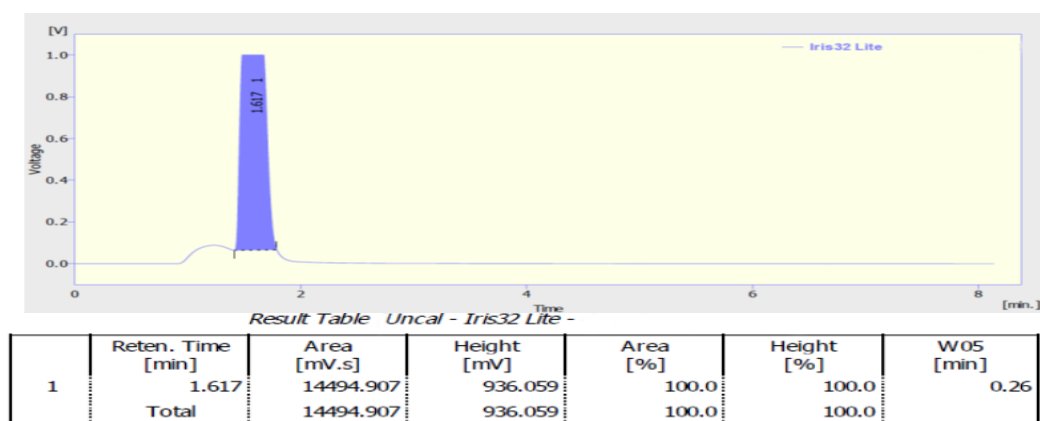 [V]
Iris32 Lite
1.0
0.8
0.6
0.4
0.2
0.0
Voltage
1.617 1
0 2 4 6 8
Time
[min.]
Result Table Uncal - Iris32 Lite -
Reten. Time Area Height Area Height W05
[min] [mV.s] [mV] [%] [%] [min]
1 1.617 14494.907 936.059 100.0 100.0 0.26
Total 14494.907 936.059 100.0 100.0